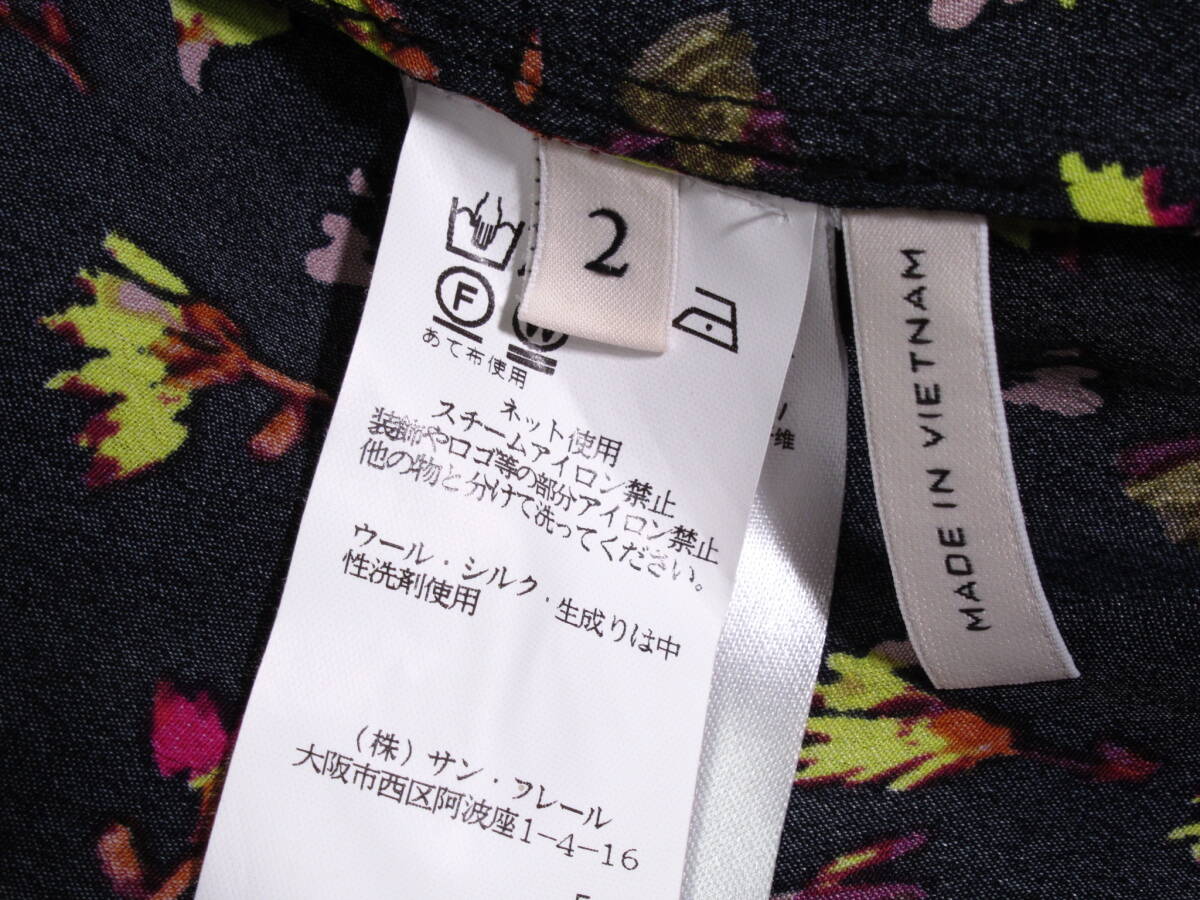 2
F
W
あて布使用
ネット使用
スチームアイロン禁止
装飾やロゴ等の部分アイロン禁止
他の物と分けて洗ってください。
ウール・シルク・生成りは中
性洗剤使用
(株)サン・フレール
大阪市西区阿波座1-4-16
维
MADE IN VIETNAM